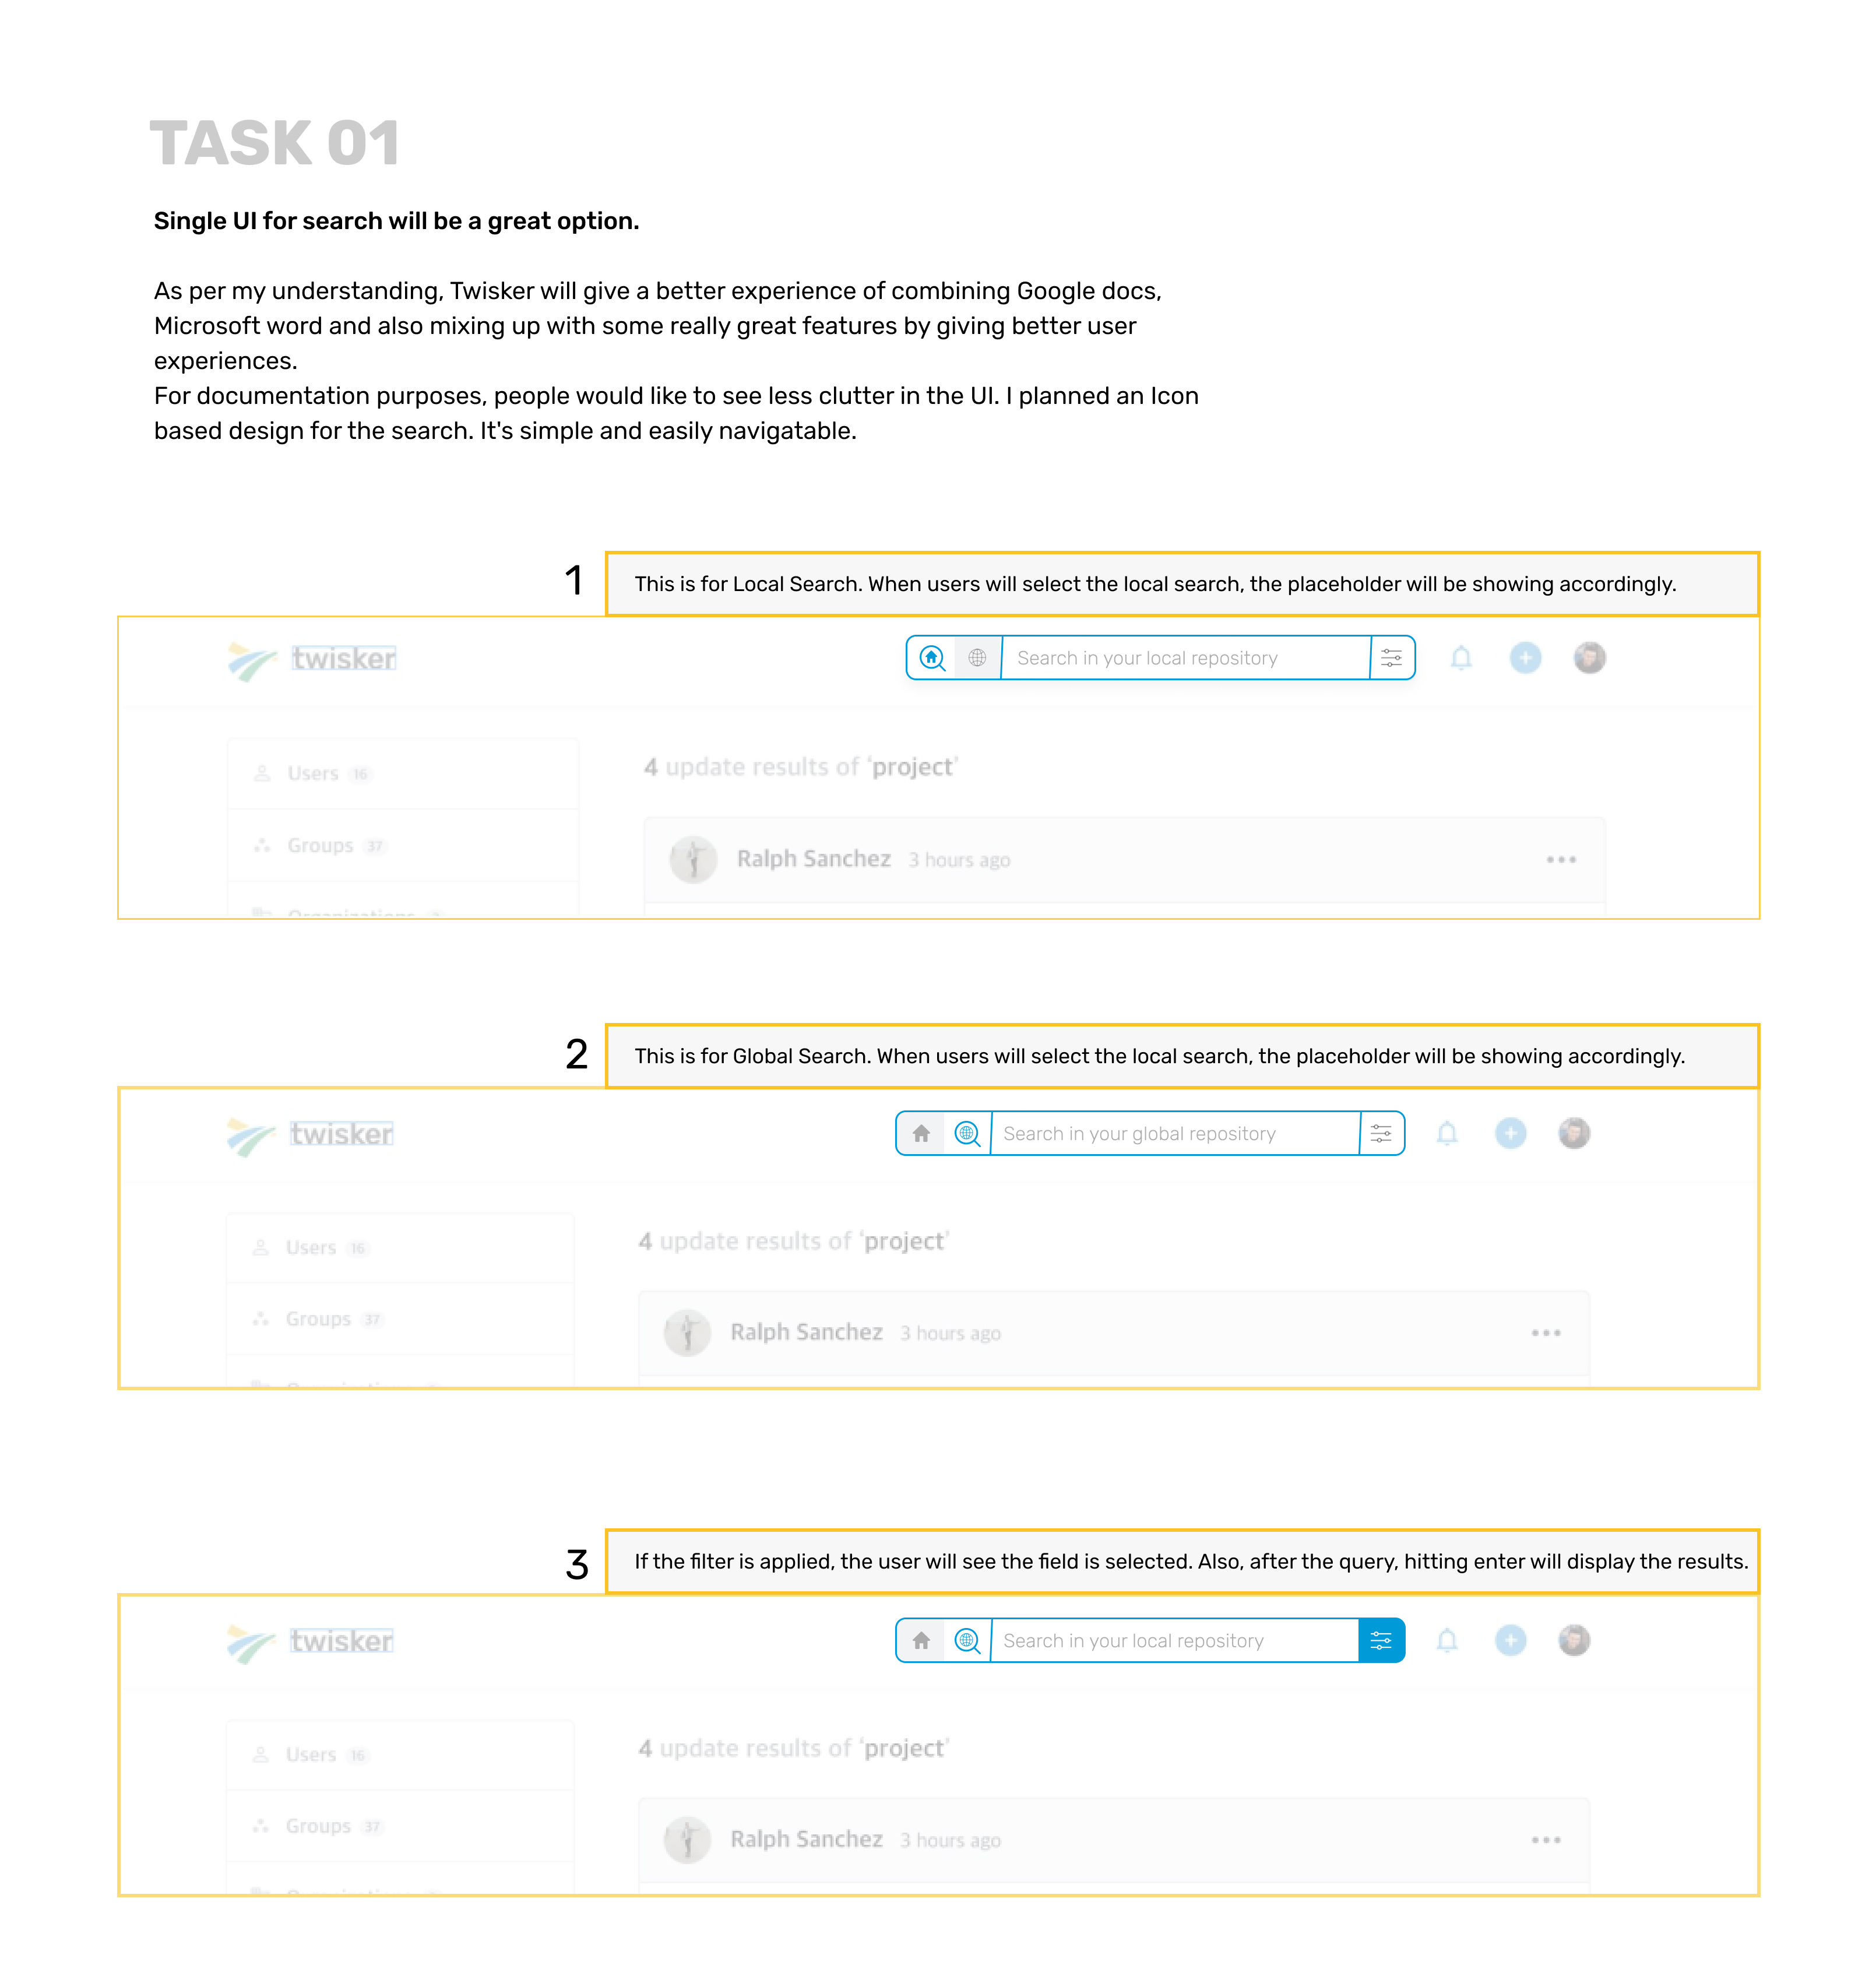 TASK 01
Single UI for search will be a great option.
As per my understanding, Twisker will give a better experience of combining Google docs,
Microsoft word and also mixing up with some really great features by giving better user
experiences.
For documentation purposes, people would like to see less clutter in the UI. I planned an Icon
based design for the search. It's simple and easily navigatable.
1
This is for Local Search. When users will select the local search, the placeholder will be showing accordingly.
twisker
Search in your local repository
Users 16
4 update results of ‘project’
Groups 37
Ralph Sanchez 3 hours ago
Organizations
2
This is for Global Search. When users will select the local search, the placeholder will be showing accordingly.
twisker
Search in your global repository
Users 16
4 update results of ‘project’
Groups 37
Ralph Sanchez 3 hours ago
3
If the filter is applied, the user will see the field is selected. Also, after the query, hitting enter will display the results.
twisker
Search in your local repository
Users 16
4 update results of ‘project’
Groups 37
Ralph Sanchez 3 hours ago